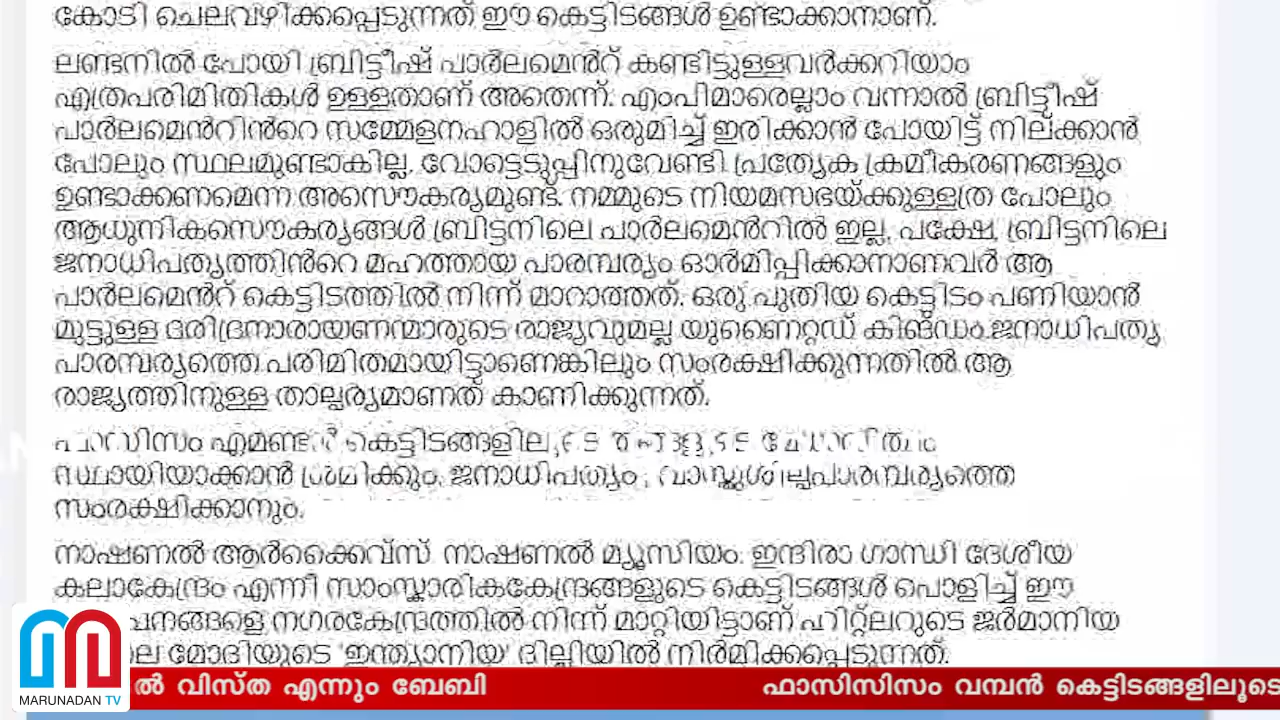 കോടി ചെലവഴിക്കപ്പെടുന്നത് ഈ കെട്ടിടങ്ങൾ ഉണ്ടാക്കാനാണ്.
ലണ്ടനിൽ പോയി ബ്രിട്ടീഷ് പാർലമെൻറ് കണ്ടിട്ടുള്ളവർക്കറിയാം
എത്രപരിമിതികൾ ഉള്ളതാണ് അതെന്ന്. എംപിമാരെല്ലാം വന്നാൽ ബ്രിട്ടീഷ്
പാർലമെൻറിൻറെ സമ്മേളനഹാളിൽ ഒരുമിച്ച് ഇരിക്കാൻ പോയിട്ട് നില്ക്കാൻ
പോലും സ്ഥലമുണ്ടാകില്ല. വോട്ടെടുപ്പിനുവേണ്ടി പ്രത്യേക ക്രമീകരണങ്ങളും
ഉണ്ടാക്കണമെന്ന അസൌകര്യമുണ്ട്. നമ്മുടെ നിയമസഭയ്ക്കുള്ളത്ര പോലും
ആധുനികസൌകര്യങ്ങൾ ബ്രിട്ടനിലെ പാർലമെൻറിൽ ഇല്ല. പക്ഷേ, ബ്രിട്ടനിലെ
ജനാധിപത്യത്തിൻറെ മഹത്തായ പാരമ്പര്യം ഓർമിപ്പിക്കാനാണവർ ആ
പാർലമെൻറ് കെട്ടിടത്തിൽ നിന്ന് മാറാത്തത്. ഒരു പുതിയ കെട്ടിടം പണിയാൻ
മുട്ടുള്ള ദരിദ്രനാരായണന്മാരുടെ രാജ്യവുമല്ല യുണൈറ്റഡ് കിങ്ഡം.ജനാധിപത്യ
പാരമ്പര്യത്തെ പരിമിതമായിട്ടാണെങ്കിലും സംരക്ഷിക്കുന്നതിൽ ആ
രാജ്യത്തിനുള്ള താല്പര്യമാണത് കാണിക്കുന്നത്.
കെട്ടിടങ്ങളില
സ്ഥായിയാക്കാൻ ശ്രമിക്കും, ജനാധിപത്യം വാസ്തുശില്പപാരമ്പര്യത്തെ
സംരക്ഷിക്കാനും.
നാഷണൽ ആർക്കൈവ്സ്, നാഷണൽ മ്യൂസിയം, ഇന്ദിരാ ഗാന്ധി ദേശീയ
കലാകേന്ദ്രം എന്നീ സാംസ്കാരികകേന്ദ്രങ്ങളുടെ കെട്ടിടങ്ങൾ പൊളിച്ച് ഈ
പനങ്ങളെ നഗരകേന്ദ്രത്തിൽ നിന്ന് മാറ്റിയിട്ടാണ് ഹിറ്റ്ലറുടെ ജർമാനിയ
ലെ മോദിയുടെ 'ഇന്ത്യാനിയ' ദില്ലിയിൽ നിർമിക്കപ്പെടുന്നത്.
MARUNADAN TV
ൽ വിസ്ത എന്നും ബേബി ഫാസിസിസം വമ്പൻ കെട്ടിടങ്ങളിലൂടെ